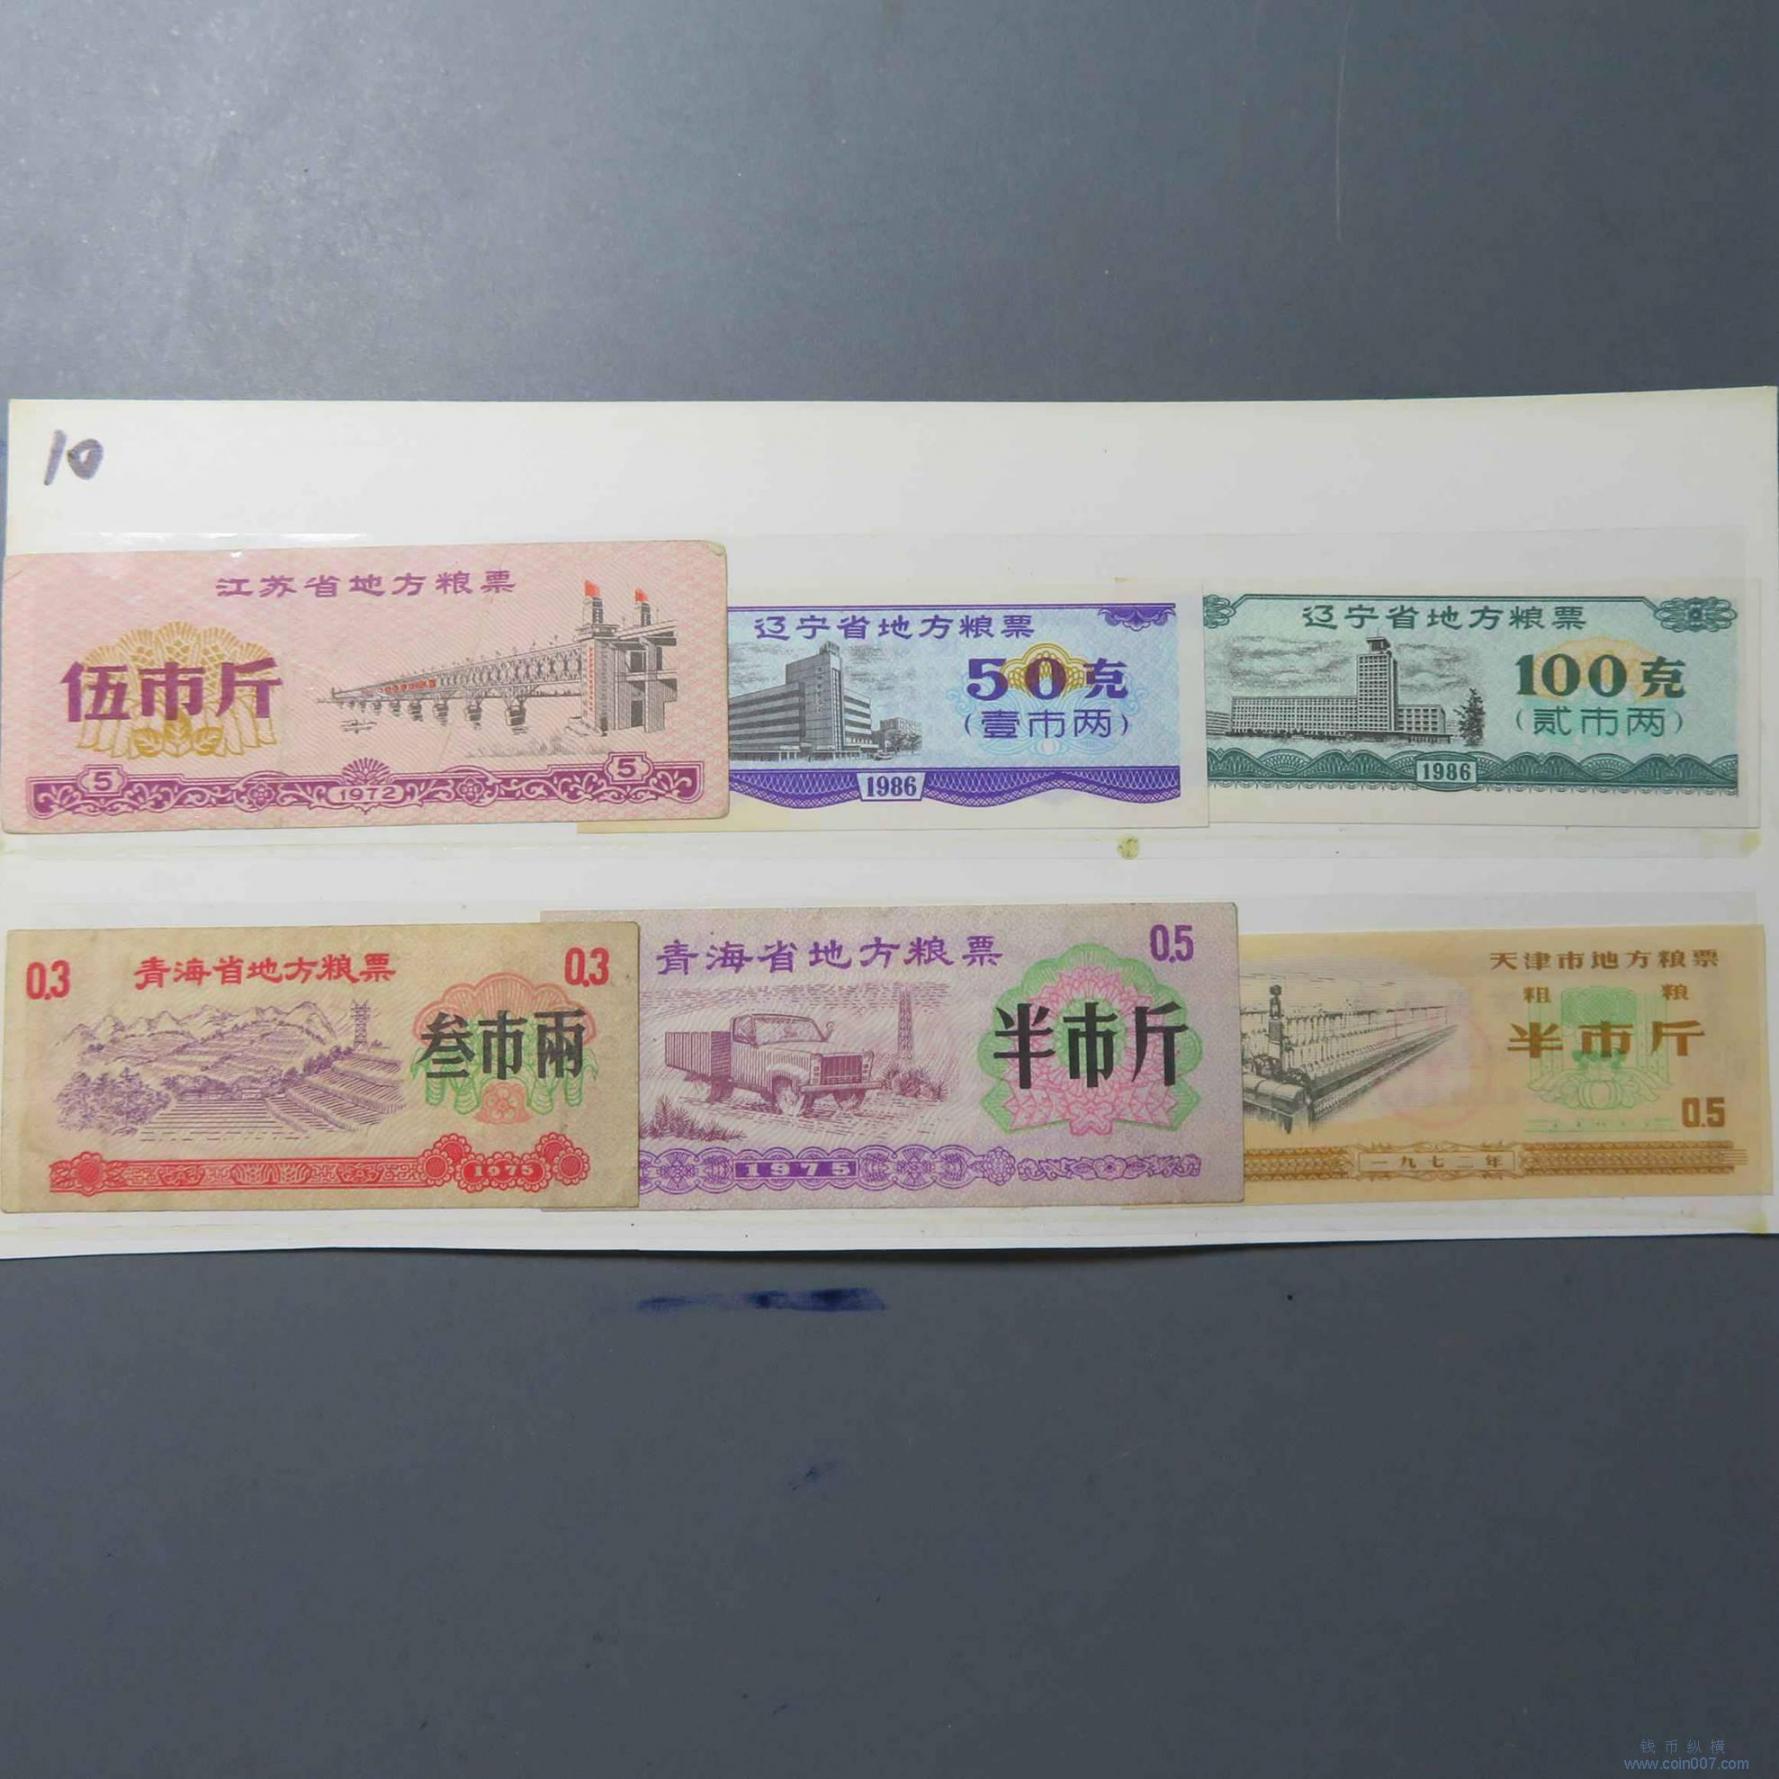 10
江苏省地方粮票
伍市斤
5
1972
5
辽宁省地方粮票
50克
(壹市两)
1986
辽宁省地方粮票
100克
(贰市两)
1986
0.3
青海省地方粮票
0.3
叁市兩
1975
青海省地方粮票
0.5
半市斤
1975
天津市地方粮票
粗粮
半市斤
0.5
一九七二年
钱币纵横
www.coin007.com